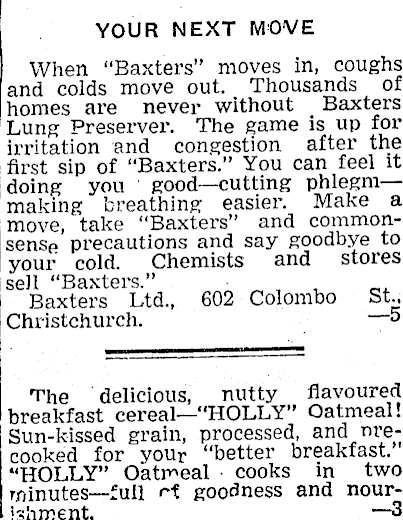 YOUR NEXT MOVE
When "Baxters" moves in, coughs
and colds move out. Thousands of
homes are never without Baxters
Lung Preserver. The game is up for
irritation and congestion after the
first sip of "Baxters." You can feel it
doing you good—cutting phlegm—
making breathing easier. Make a
move, take "Baxters" and common-
sense precautions and say goodbye to
your cold. Chemists and stores
sell "Baxters."
Baxters Ltd., 602 Colombo St.,
Christchurch. —5
The delicious, nutty flavoured
breakfast cereal—"HOLLY" Oatmeal!
Sun-kissed grain, processed, and pre-
cooked for your "better breakfast."
"HOLLY" Oatmeal cooks in two
minutes—full of goodness and nour-
ishment. —3